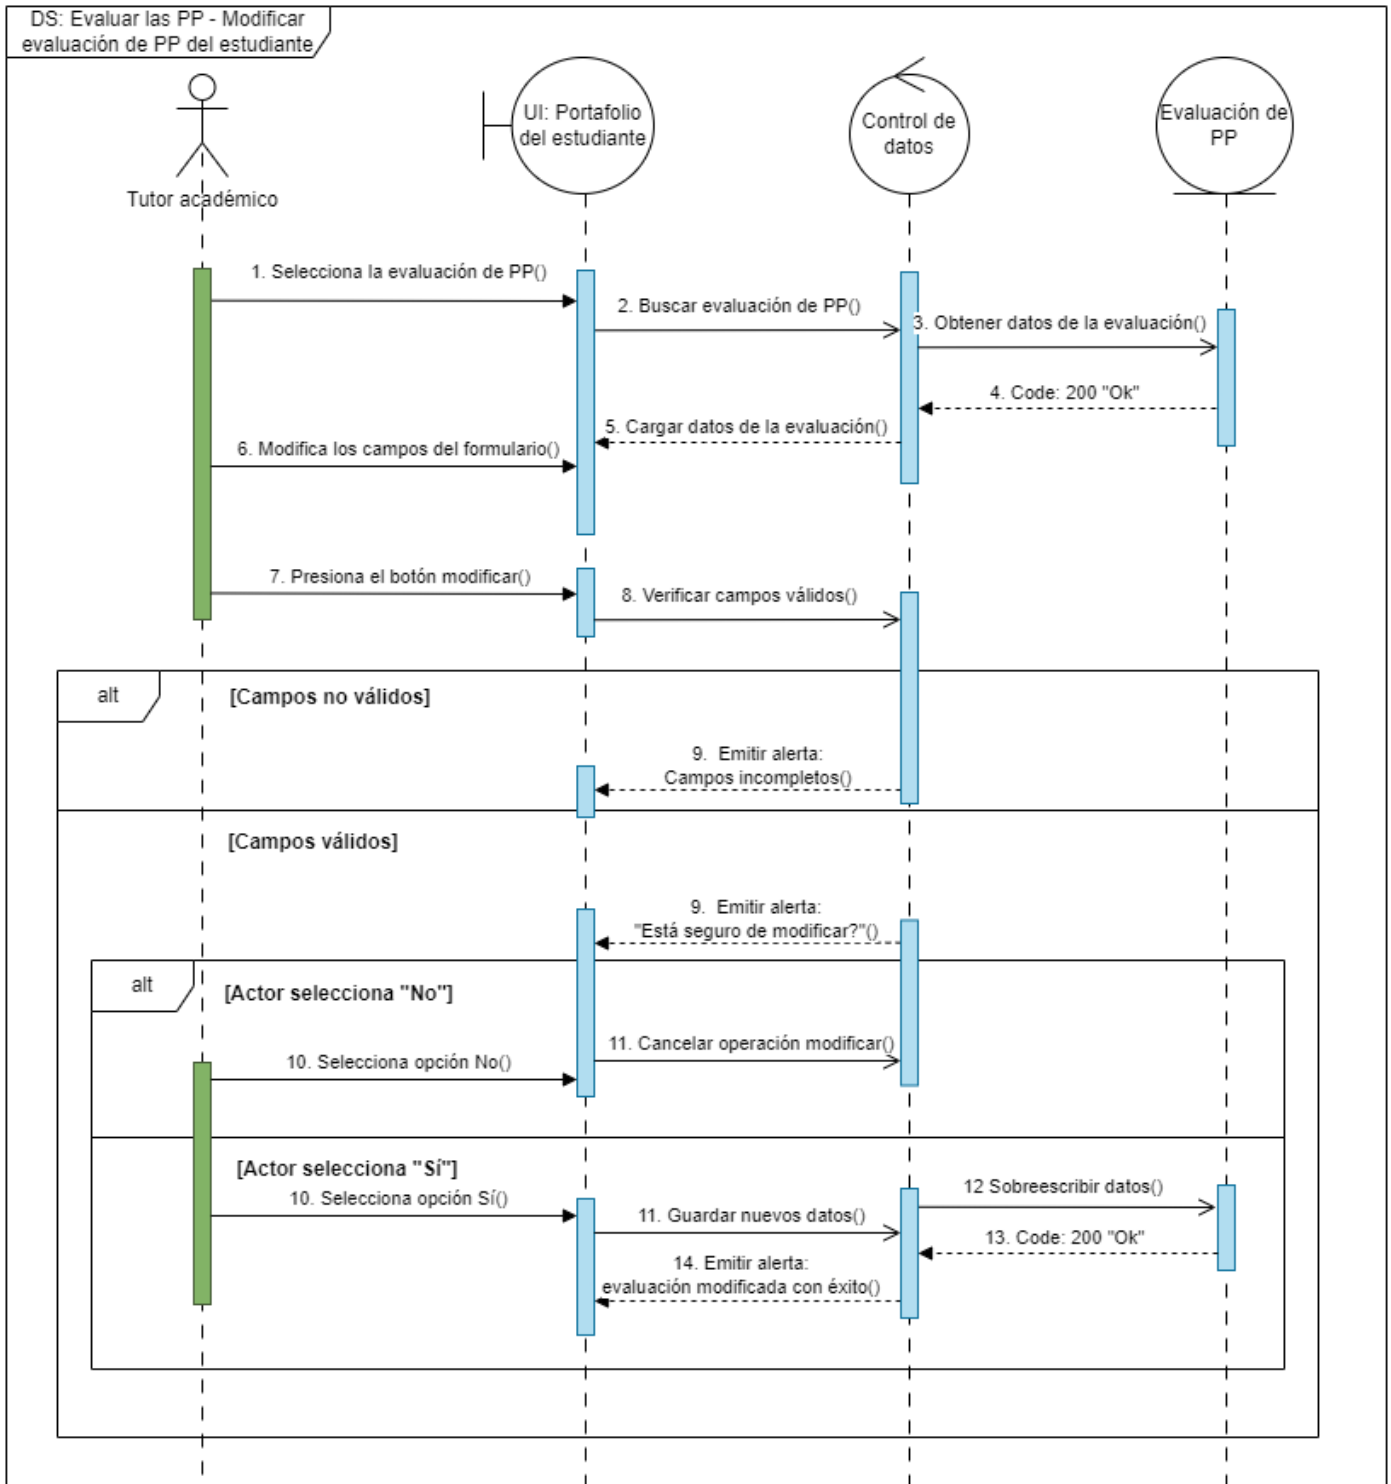 DS: Evaluar las PP - Modificar
evaluación de PP del estudiante
Tutor académico
UI: Portafolio
del estudiante
Control de
datos
Evaluación de
PP
1. Selecciona la evaluación de PP()
2. Buscar evaluación de PP()
3. Obtener datos de la evaluación()
4. Code: 200 "Ok"
5. Cargar datos de la evaluación()
6. Modifica los campos del formulario()
7. Presiona el botón modificar()
8. Verificar campos válidos()
alt
[Campos no válidos]
9. Emitir alerta:
Campos incompletos()
[Campos válidos]
9. Emitir alerta:
"Está seguro de modificar?"()
alt
[Actor selecciona "No"]
11. Cancelar operación modificar()
10. Selecciona opción No()
[Actor selecciona "Sí"]
10. Selecciona opción Sí()
12 Sobreescribir datos()
11. Guardar nuevos datos()
13. Code: 200 "Ok"
14. Emitir alerta:
evaluación modificada con éxito()